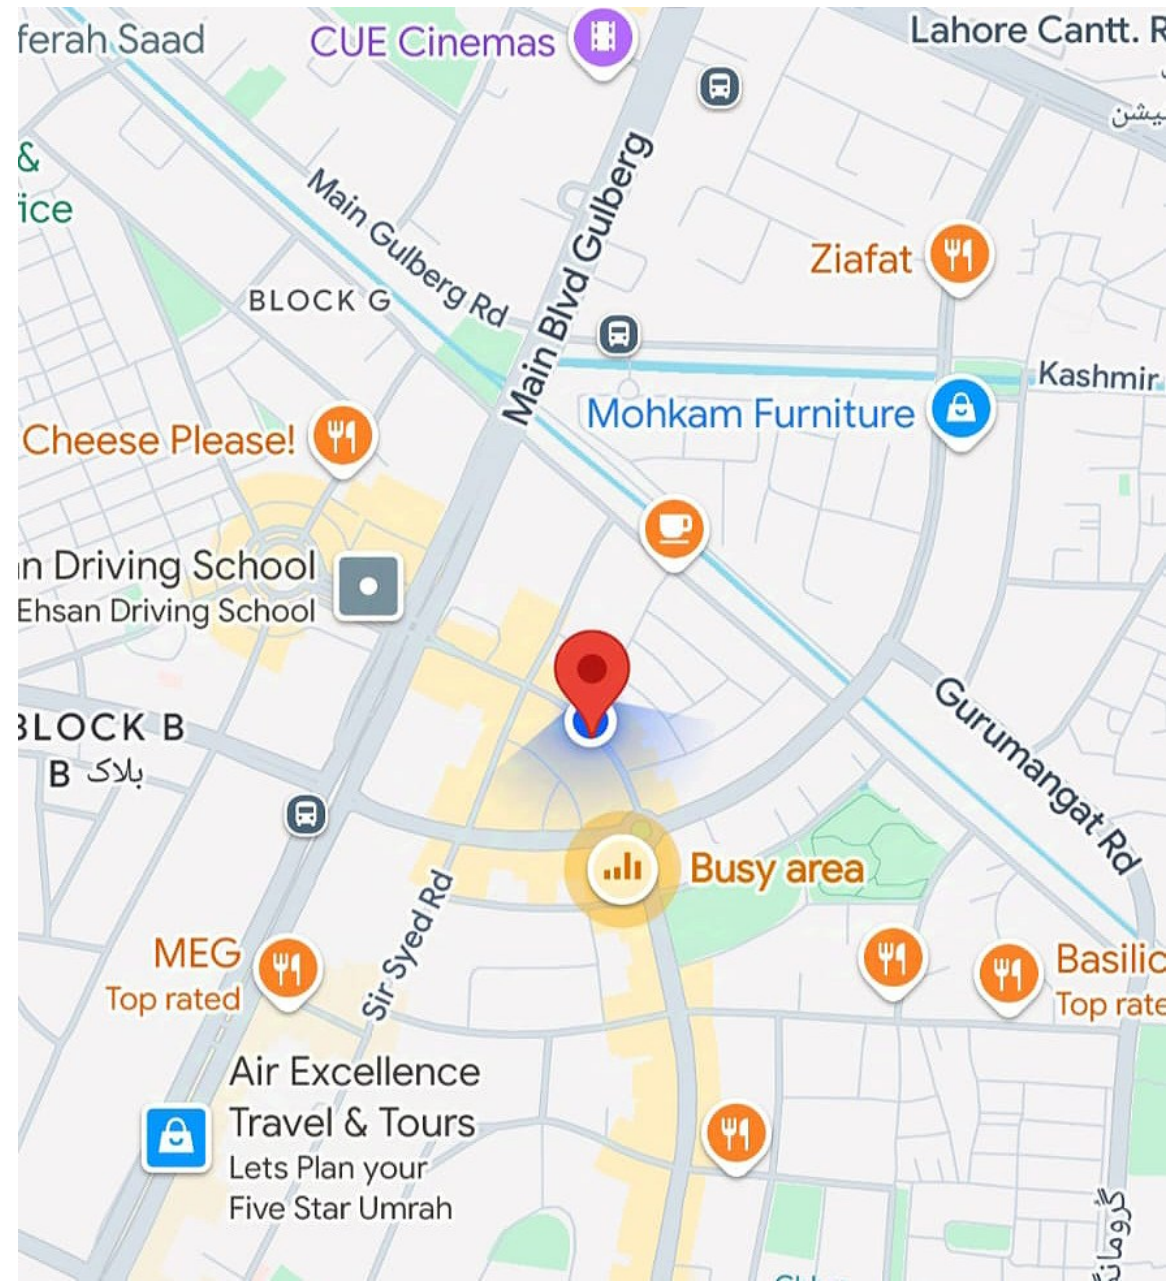 ferah Saad
CUE Cinemas
Lahore Cantt. R
یشن
&
ice
Main Gulberg Rd
Main Blvd Gulberg
Ziafat
BLOCK G
Kashmir
Mohkam Furniture
Cheese Please!
n Driving School
Ehsan Driving School
Gurumangat Rd
BLOCK B
B بلاک
Busy area
Sir Syed Rd
MEG
Top rated
Basilic
Top rate
Air Excellence
Travel & Tours
Lets Plan your
Five Star Umrah
گرومانگ